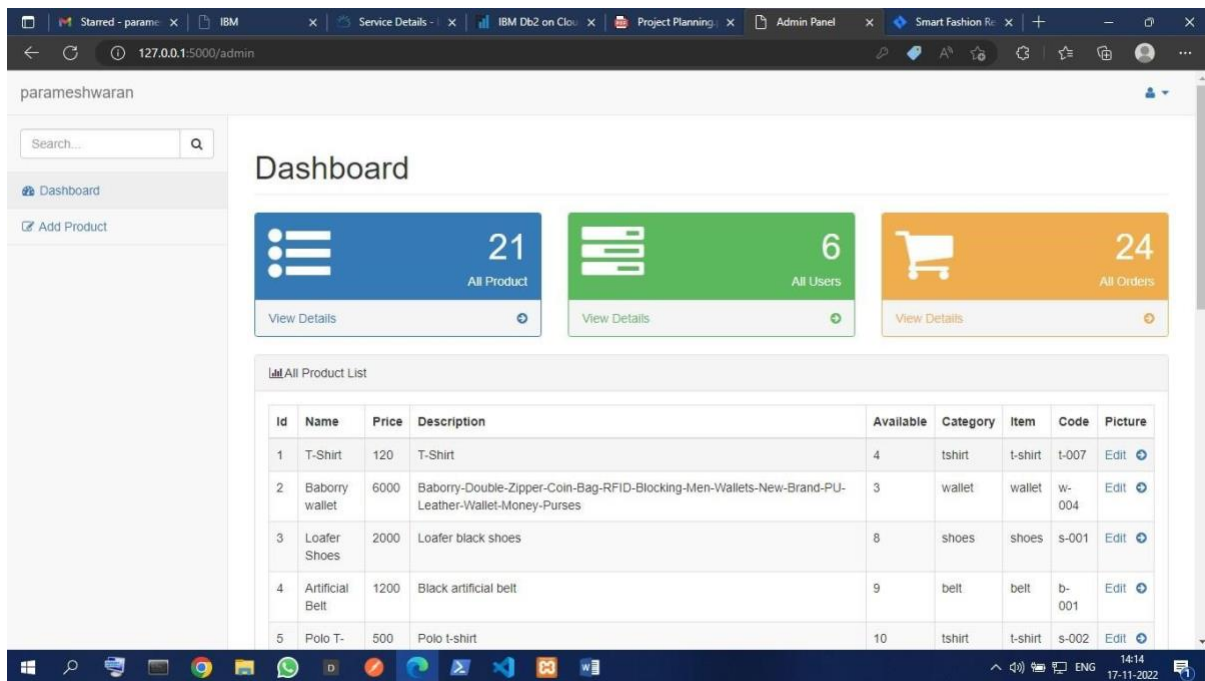 Starred - parame
IBM
Service Details -
IBM Db2 on Clou
Project Planning.
Admin Panel
Smart Fashion Re
127.0.0.1:5000/admin
parameshwaran
Search...
Dashboard
Add Product
Dashboard
21
All Product
View Details
6
All Users
View Details
24
All Orders
View Details
All Product List
Id Name Price Description Available Category Item Code Picture
1 T-Shirt 120 T-Shirt 4 tshirt t-shirt t-007 Edit
2 Baborry 6000 Baborry-Double-Zipper-Coin-Bag-RFID-Blocking-Men-Wallets-New-Brand-PU- 3 wallet wallet w- Edit
wallet Leather-Wallet-Money-Purses 004
3 Loafer 2000 Loafer black shoes 8 shoes shoes s-001 Edit
Shoes
4 Artificial 1200 Black artificial belt 9 belt belt b- Edit
Belt 001
5 Polo T- 500 Polo t-shirt 10 tshirt t-shirt s-002 Edit
ENG
14:14
17-11-2022